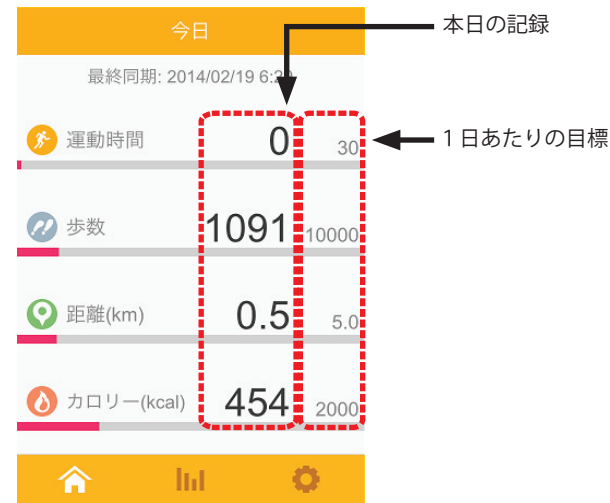 今日
本日の記録
最終同期: 2014/02/19 6:2
運動時間 0 30
1日あたりの目標
歩数 1091 10000
距離(km) 0.5 5.0
カロリー(kcal) 454 2000